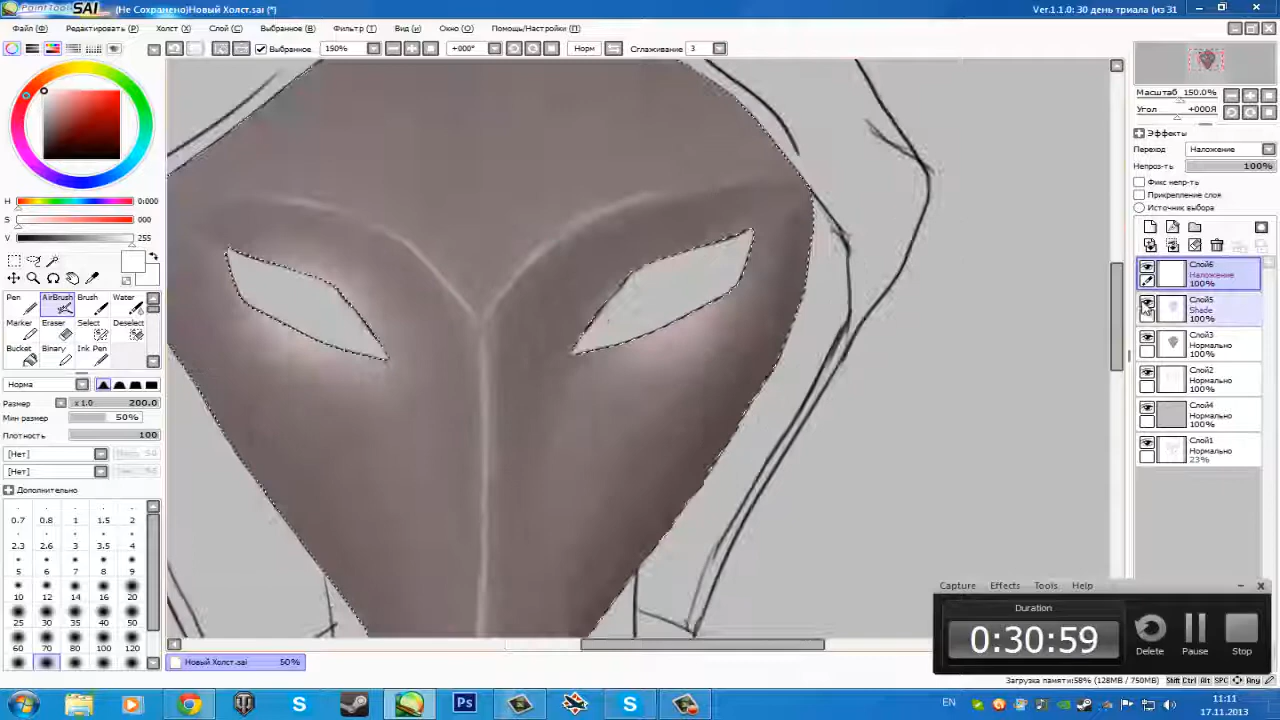 PaintTool SAI (Не Сохранено)Новый Холст.sai (*) Ver.1.1.0: 30 день триала (из 31
Файл (Ф) Редактировать (Р) Холст (X) Слой (С) Выбранное (В) Фильтр (T) Вид (и) Окно (O) Помощь/Настройки (П)
Выбранное 150% +000° Норм Сглаживание 3
Масштаб 150.0%
Угол +000Я
Эффекты
Переход Наложение
Непроз-ть 100%
Фикс непр-ть
Прикрепление слоя
Источник выбора
H 0:000
S 000
V 255
Pen AirBrush Brush Water
Marker Eraser Select Deselect
Bucket Binary Ink Pen
Норма
Размер x 1.0 200.0
Мин размер 50%
Плотность 100
[Нет]
[Нет]
Дополнительно
0.7 0.8 1 1.5 2
2.3 2.6 3 3.5 4
5 6 7 8 9
10 12 14 16 20
25 30 35 40 50
60 70 80 100 120
Слой6
Наложение
100%
Слой5
Shade
100%
Слой3
Нормально
100%
Слой2
Нормально
100%
Слой4
Нормально
100%
Слой1
Нормально
23%
Capture Effects Tools Help
Duration
0:30:59
Delete Pause Stop
Новый Холст.sai 50%
Загрузка памяти:58% (128MB / 750MB) Shift Ctrl Alt SPC Any
Ps
EN
11:11
17.11.2013